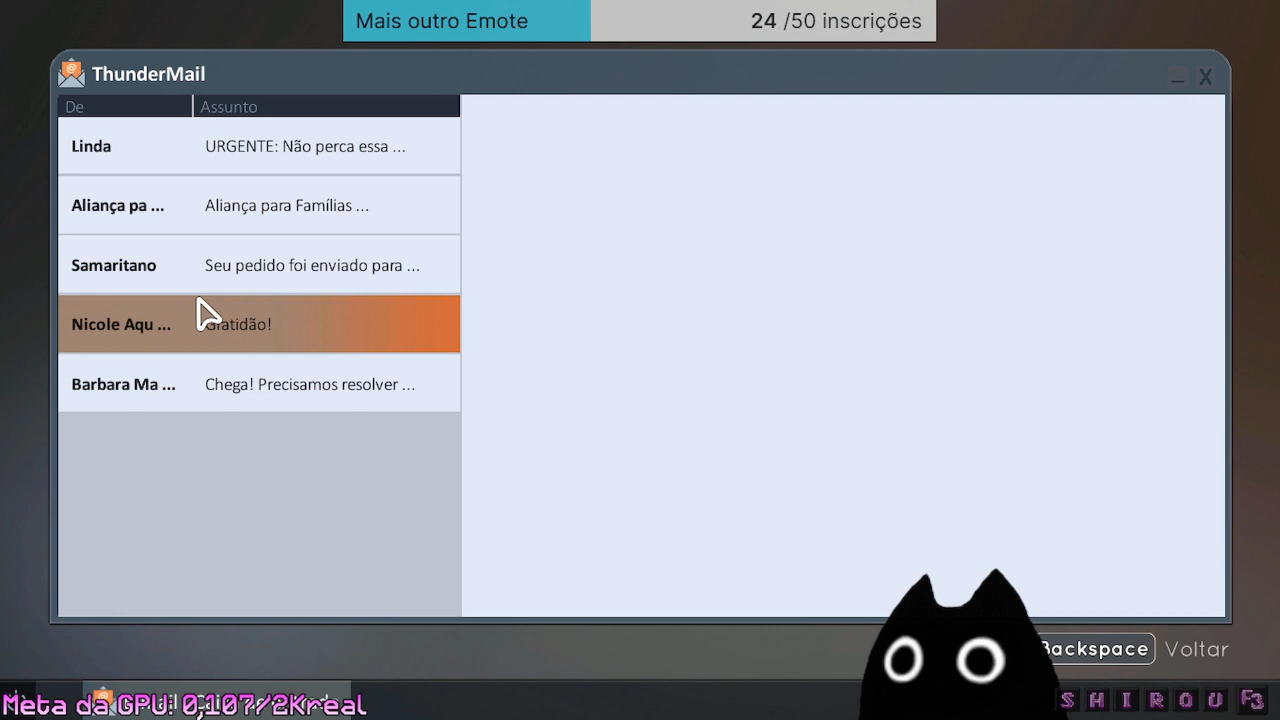 Mais outro Emote 24 /50 inscrições
ThunderMail
De Assunto
Linda URGENTE: Não perca essa ...
Aliança pa ... Aliança para Famílias ...
Samaritano Seu pedido foi enviado para ...
Nicole Aqu ... Gratidão!
Barbara Ma ... Chega! Precisamos resolver ...
Backspace Voltar
Meta da GPU: 0,107/2Kreal
SHIROU F3